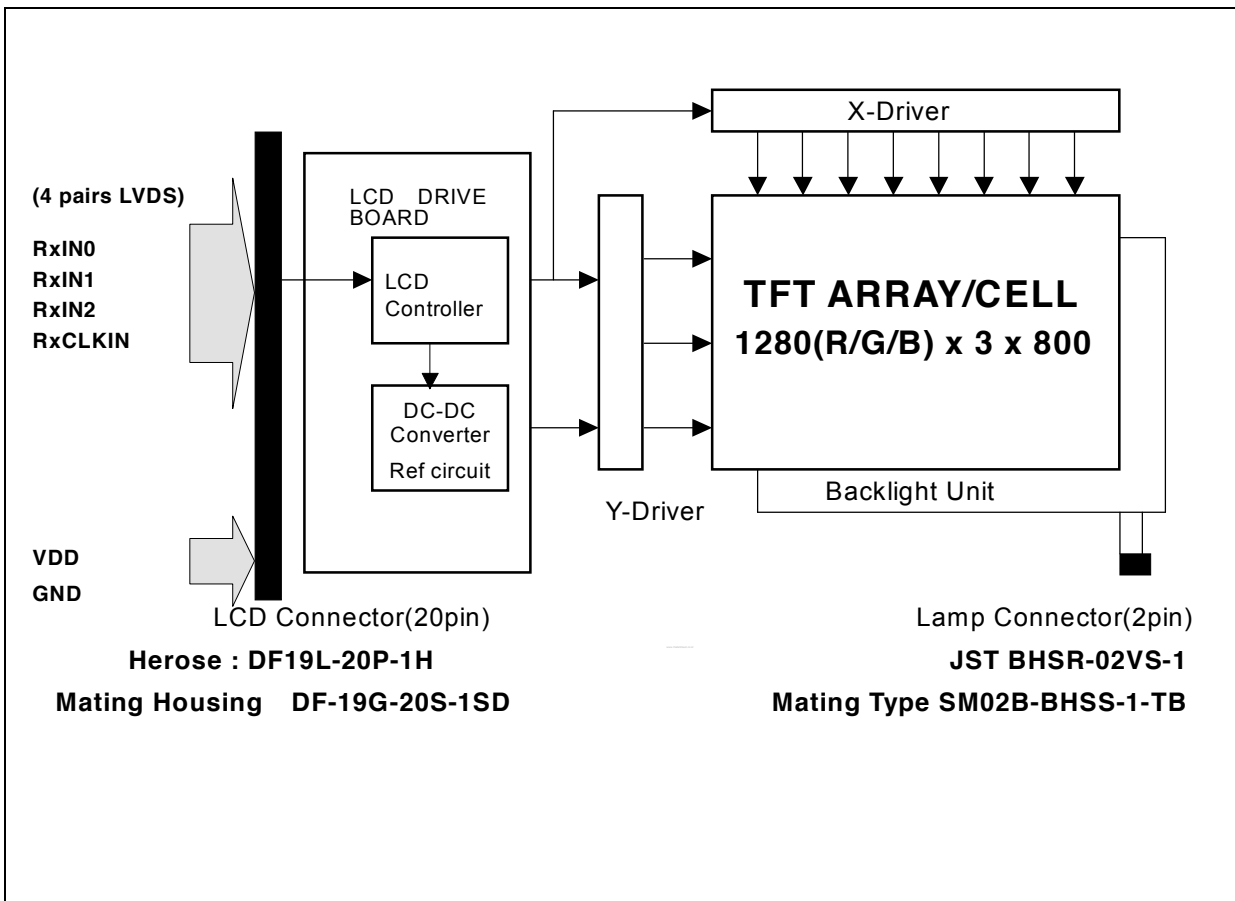 X-Driver
(4 pairs LVDS)
RxIN0
RxIN1
RxIN2
RxCLKIN
VDD
GND
LCD DRIVE
BOARD
LCD
Controller
DC-DC
Converter
Ref circuit
Y-Driver
TFT ARRAY/CELL
1280(R/G/B) x 3 x 800
Backlight Unit
LCD Connector(20pin)
Herose : DF19L-20P-1H
Mating Housing DF-19G-20S-1SD
Lamp Connector(2pin)
JST BHSR-02VS-1
Mating Type SM02B-BHSS-1-TB